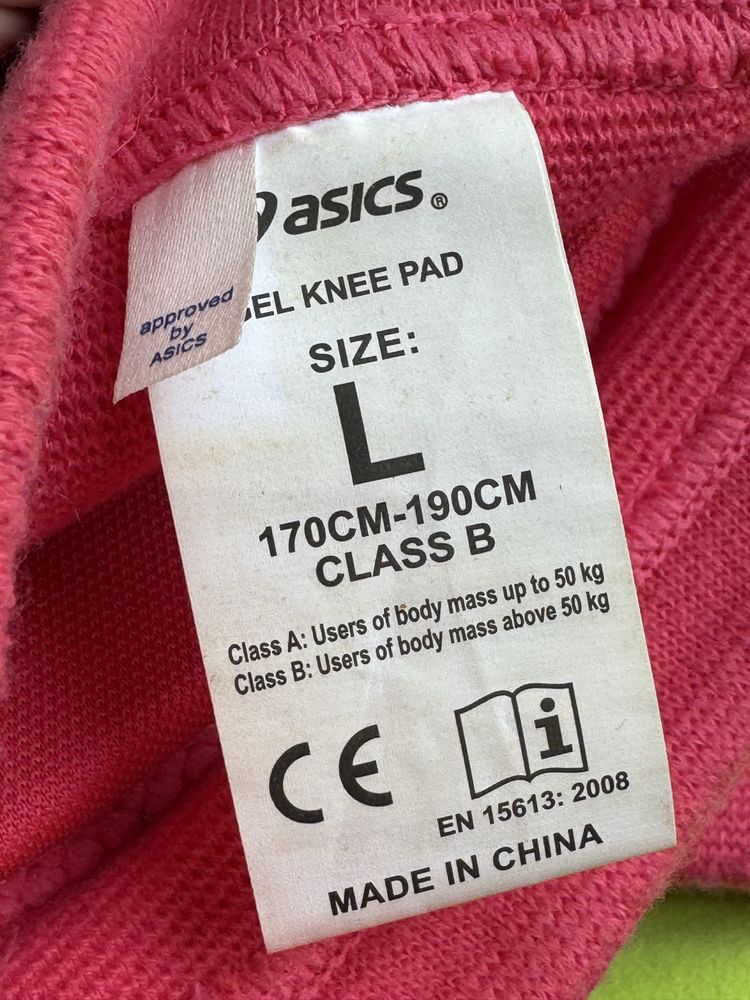 asics®
approved
by
ASICS
KNEE PAD
SIZE:
L
170CM-190CM
CLASS B
Class A: Users of body mass up to 50 kg
Class B: Users of body mass above 50 kg
CE
i
EN 15613: 2008
MADE IN CHINA